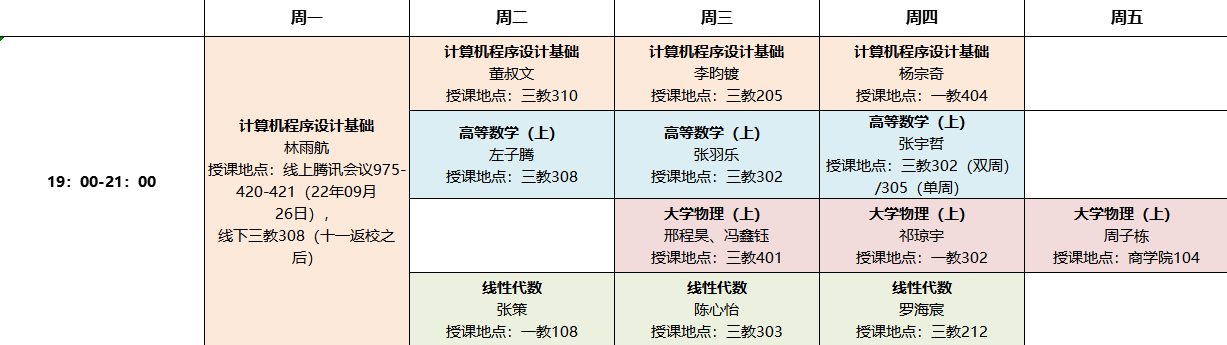 周一
周二
周三
周四
周五
19：00-21：00
计算机程序设计基础
林雨航
授课地点：线上腾讯会议975-
420-421（22年09月
26日），
线下三教308（十一返校之
后）
计算机程序设计基础
董叔文
授课地点：三教310
计算机程序设计基础
李昀镀
授课地点：三教205
计算机程序设计基础
杨宗奇
授课地点：一教404
高等数学（上）
左子腾
授课地点：三教308
高等数学（上）
张羽乐
授课地点：三教302
高等数学（上）
张宇哲
授课地点：三教302（双周）
/305（单周）
大学物理（上）
邢程昊、冯鑫钰
授课地点：三教401
大学物理（上）
祁琼宇
授课地点：一教302
大学物理（上）
周子栋
授课地点：商学院104
线性代数
张策
授课地点：一教108
线性代数
陈心怡
授课地点：三教303
线性代数
罗海宸
授课地点：三教212